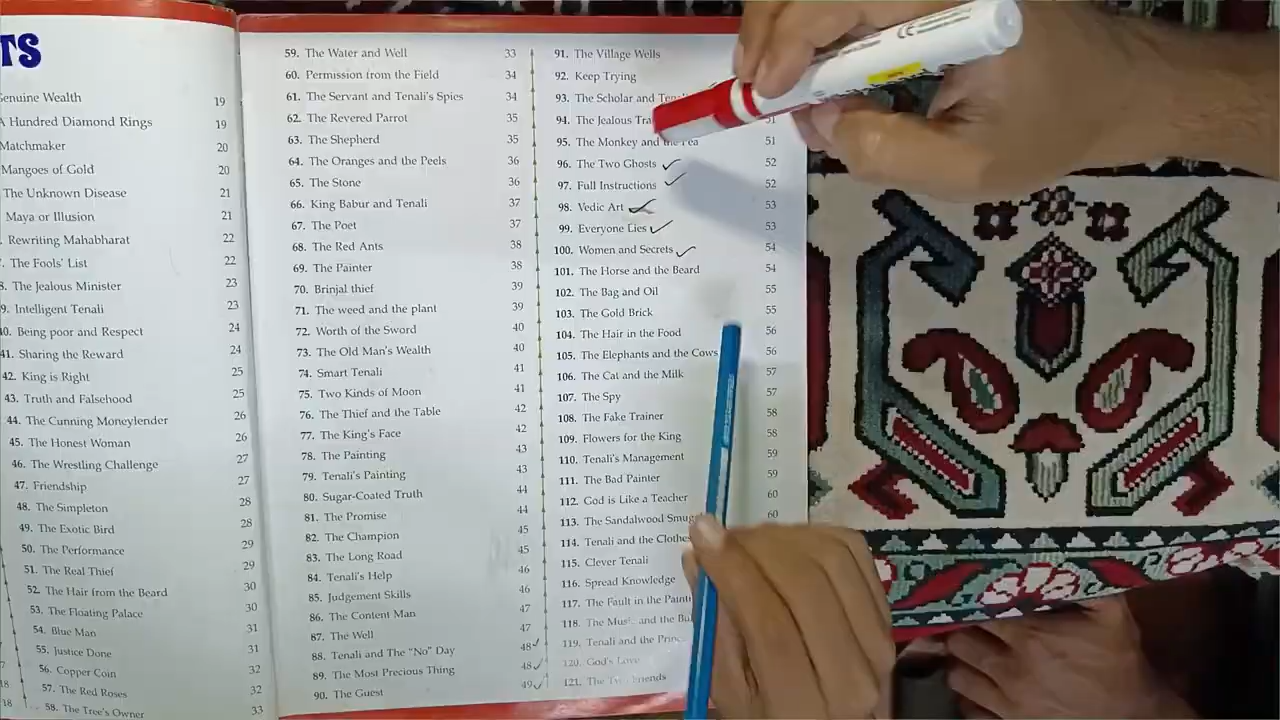 TS
Genuine Wealth 19
A Hundred Diamond Rings 19
Matchmaker 20
Mangoes of Gold 20
The Unknown Disease 21
Maya or Illusion 21
. Rewriting Mahabharat 22
. The Fools' List 22
8. The Jealous Minister 23
9. Intelligent Tenali 23
40. Being poor and Respect 24
41. Sharing the Reward 24
42. King is Right 25
43. Truth and Falsehood 25
44. The Cunning Moneylender 26
45. The Honest Woman 26
46. The Wrestling Challenge 27
47. Friendship 27
48. The Simpleton 28
49. The Exotic Bird 28
50. The Performance 29
51. The Real Thief 29
52. The Hair from the Beard 30
53. The Floating Palace 30
54. Blue Man 31
55. Justice Done 31
56. Copper Coin 32
57. The Red Roses 32
58. The Tree's Owner 33
7
18
18
59. The Water and Well 33
60. Permission from the Field 34
61. The Servant and Tenali's Spies 34
62. The Revered Parrot 35
63. The Shepherd 35
64. The Oranges and the Peels 36
65. The Stone 36
66. King Babur and Tenali 37
67. The Poet 37
68. The Red Ants 38
69. The Painter 38
70. Brinjal thief 39
71. The weed and the plant 39
72. Worth of the Sword 40
73. The Old Man's Wealth 40
74. Smart Tenali 41
75. Two Kinds of Moon 41
76. The Thief and the Table 42
77. The King's Face 42
78. The Painting 43
79. Tenali's Painting 43
80. Sugar-Coated Truth 44
81. The Promise 44
82. The Champion 45
83. The Long Road 45
84. Tenali's Help 46
85. Judgement Skills 46
86. The Content Man 47
87. The Well 47
88. Tenali and The "No" Day 48
89. The Most Precious Thing 48
90. The Guest 49
91. The Village Wells
92. Keep Trying
93. The Scholar and
94. The Jealous 51
95. The Monkey and the 51
96. The Two Ghosts 52
97. Full Instructions 52
98. Vedic Art 53
99. Everyone Lies 53
100. Women and Secrets 54
101. The Horse and the Beard 54
102. The Bag and Oil 55
103. The Gold Brick 55
104. The Hair in the Food 56
105. The Elephants and the Cows 56
106. The Cat and the Milk 57
107. The Spy 57
108. The Fake Trainer 58
109. Flowers for the King 58
110. Tenali's Management 59
111. The Bad Painter 59
112. God is Like a Teacher 60
113. The Sandalwood 60
114. Tenali and the
115. Clever Tenali
116. Spread Knowledge
117. The Fault in the
118. The and the
119. Tenali and the
120. God's Love
121. The Friends